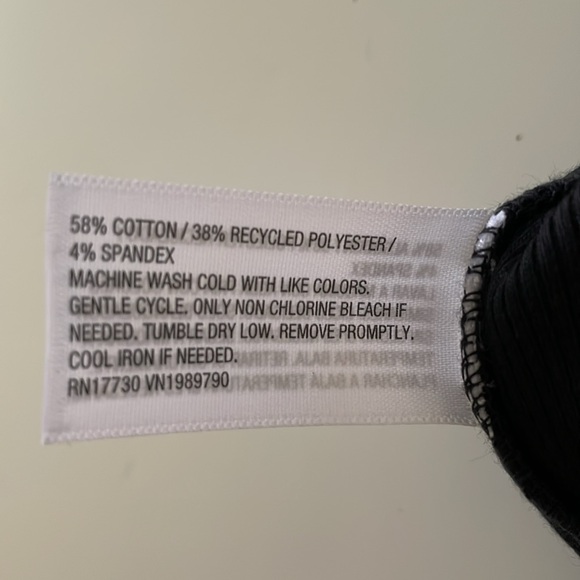 58% COTTON / 38% RECYCLED POLYESTER /
4% SPANDEX
MACHINE WASH COLD WITH LIKE COLORS.
GENTLE CYCLE. ONLY NON CHLORINE BLEACH IF
NEEDED. TUMBLE DRY LOW. REMOVE PROMPTLY.
COOL IRON IF NEEDED.
RN17730 VN1989790